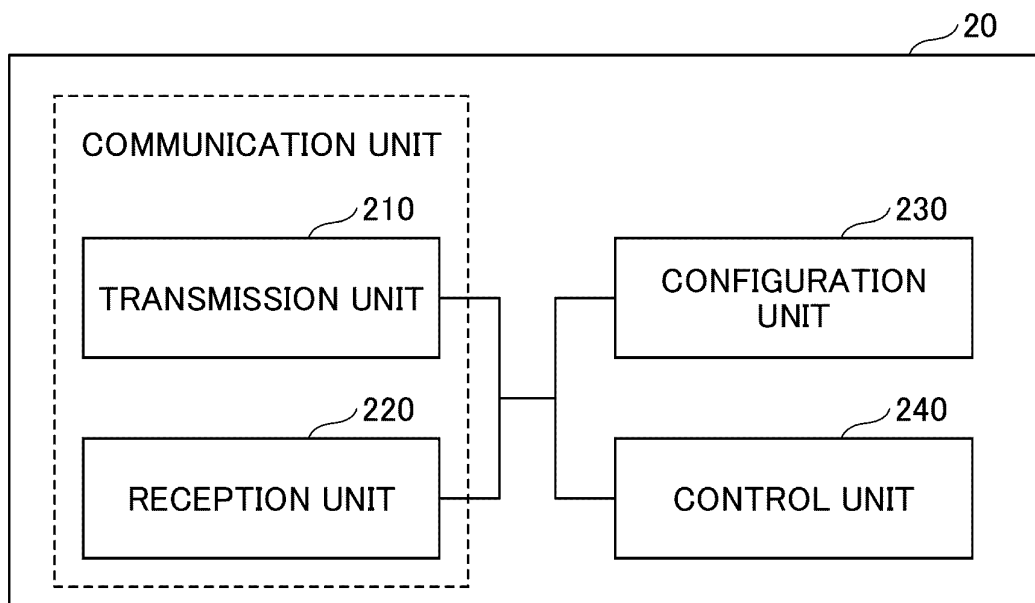 20
COMMUNICATION UNIT
210
TRANSMISSION UNIT
220
RECEPTION UNIT
230
CONFIGURATION
UNIT
240
CONTROL UNIT